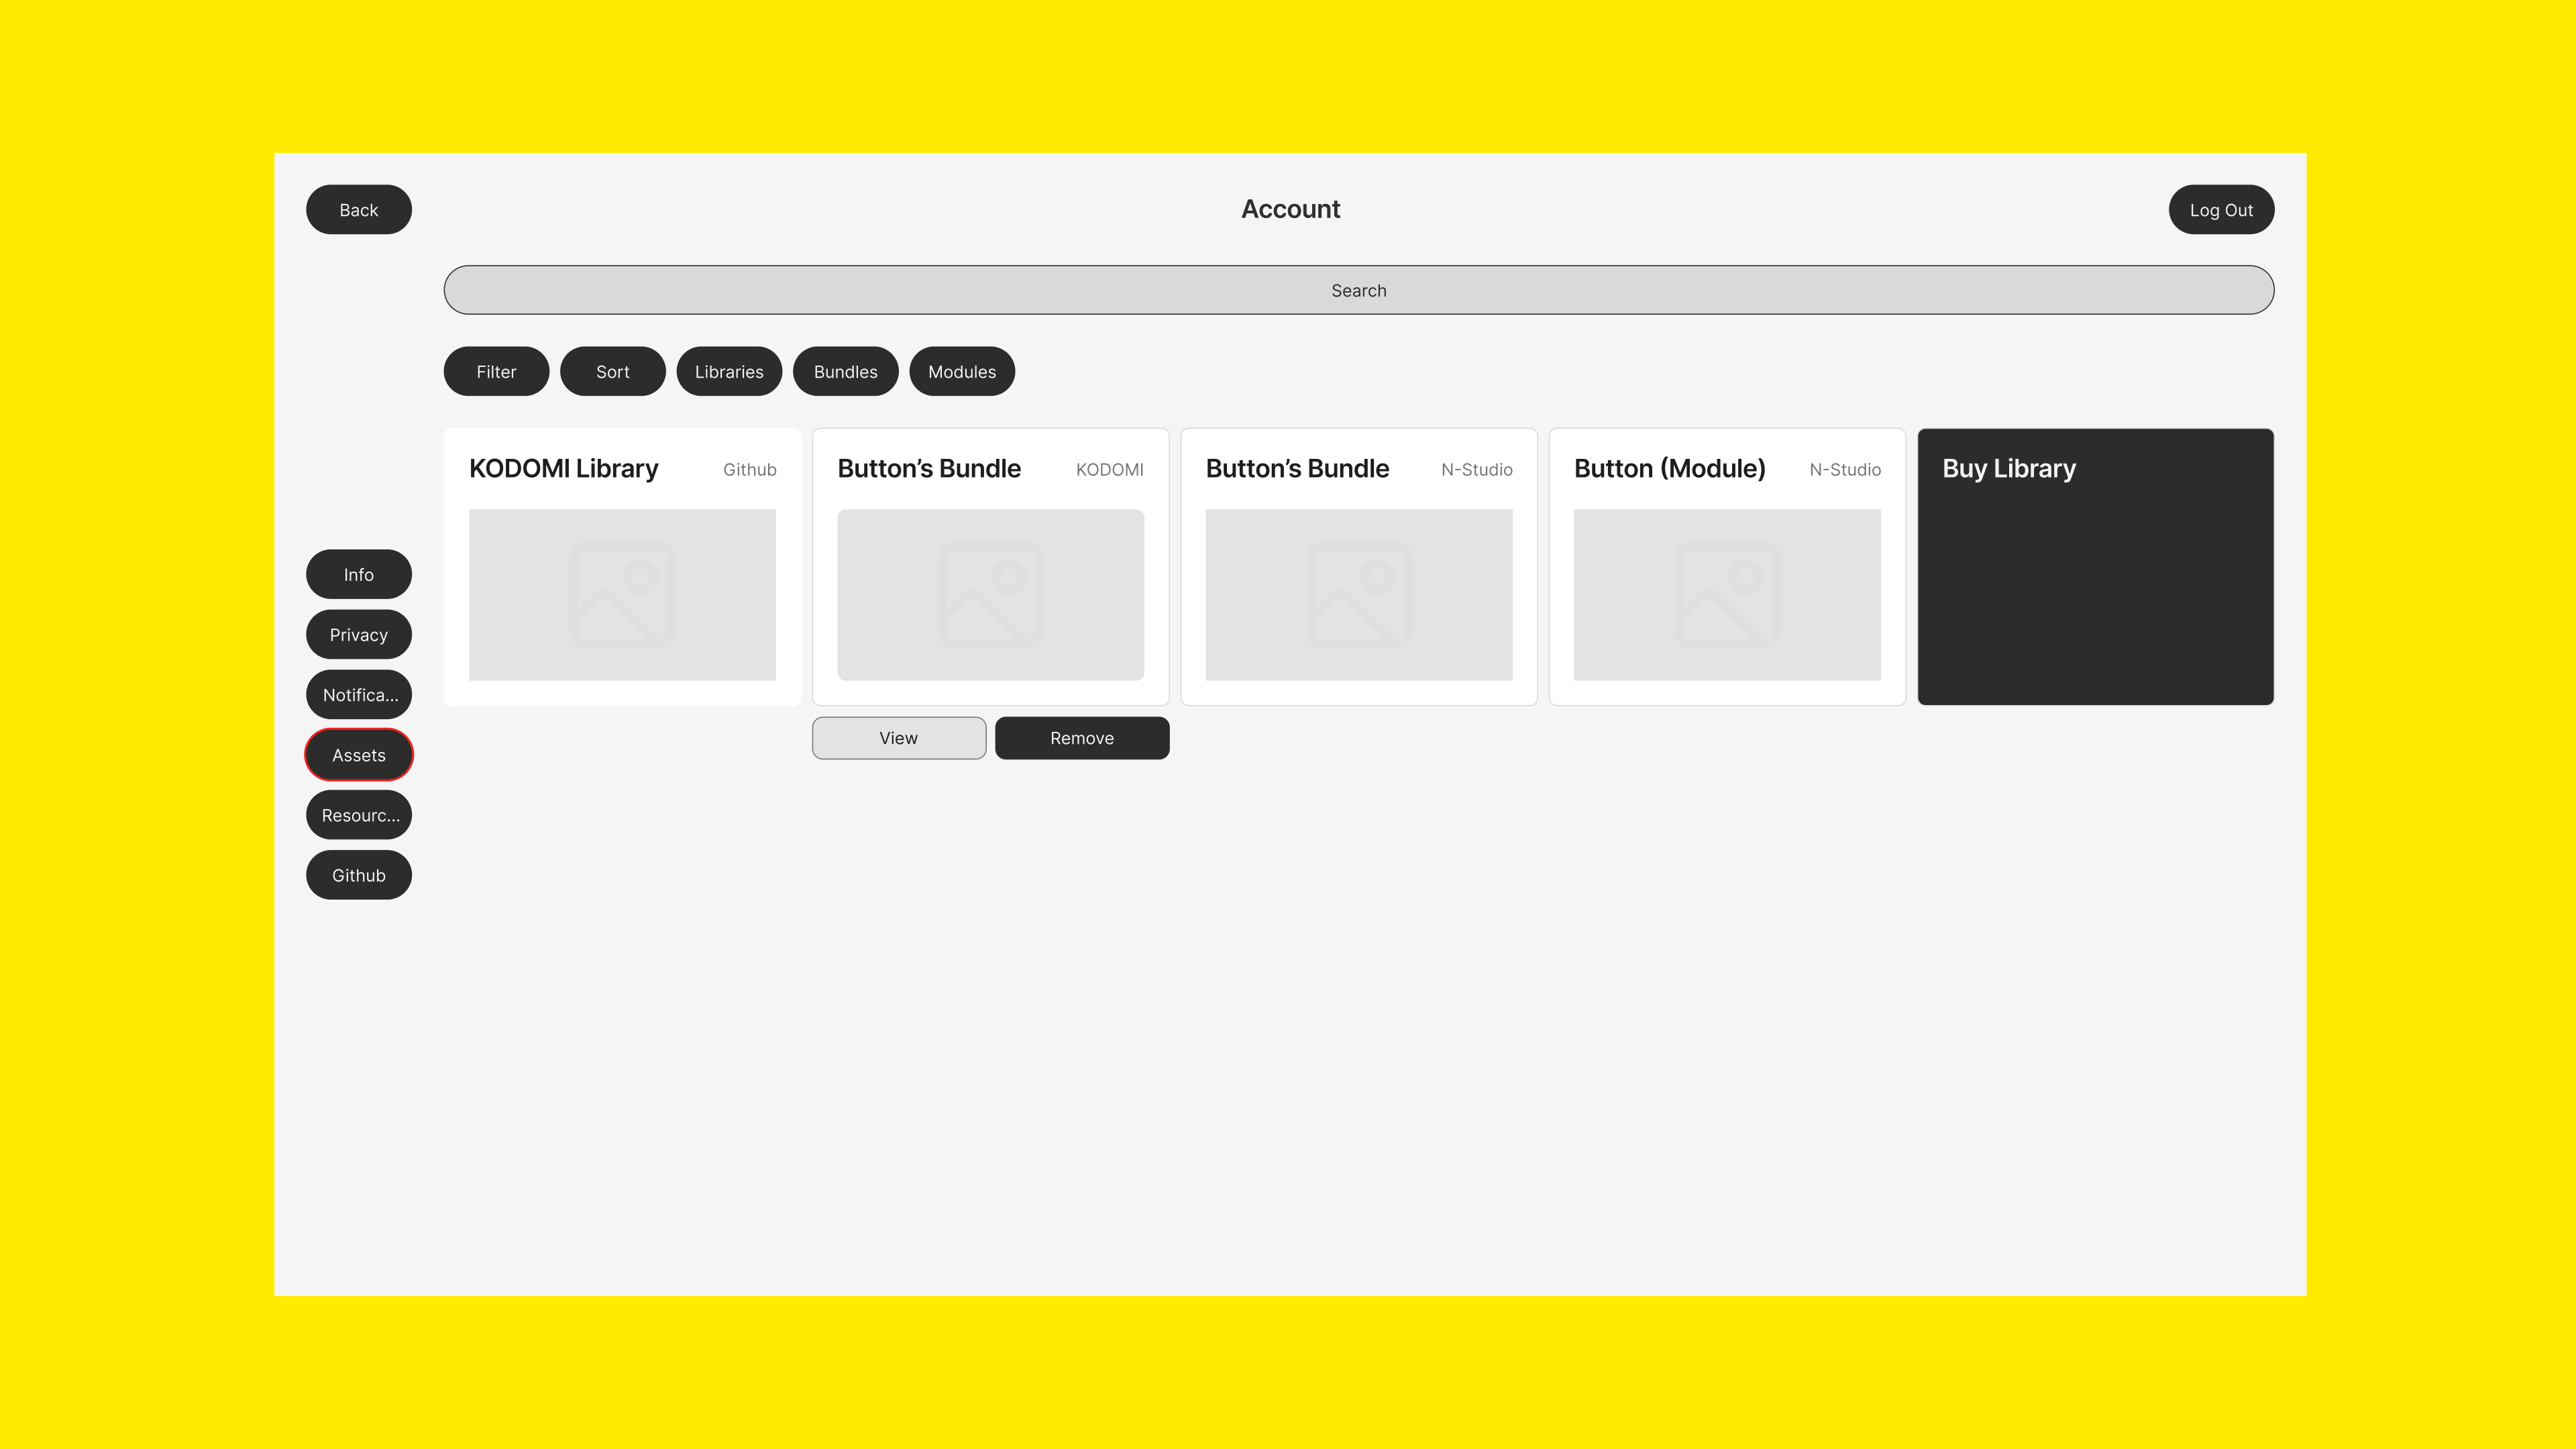 Back
Account
Log Out
Search
Filter
Sort
Libraries
Bundles
Modules
KODOMI Library
Github
Button’s Bundle
KODOMI
Button’s Bundle
N-Studio
Button (Module)
N-Studio
Buy Library
View
Remove
Info
Privacy
Notifica...
Assets
Resourc...
Github